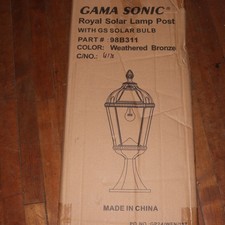 GAMA SONIC®
Royal Solar Lamp Post
WITH GS SOLAR BULB
PART # 98B311
COLOR: Weathered Bronze
C/NO.:
MADE IN CHINA